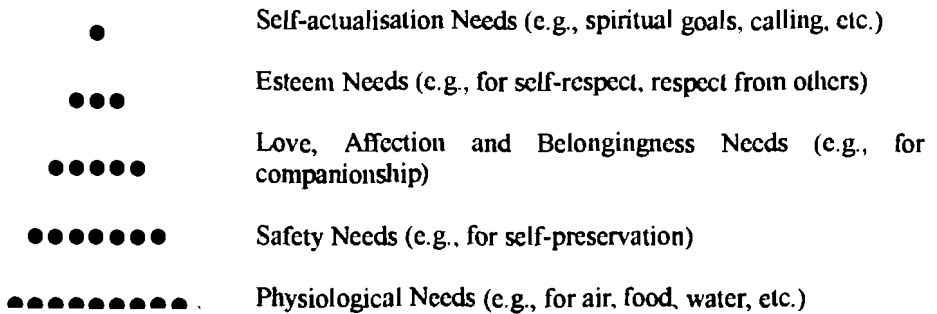 Self-actualisation Needs (e.g., spiritual goals, calling, etc.)
Esteem Needs (e.g., for self-respect, respect from others)
Love, Affection and Belongingness Needs (e.g., for
companionship)
Safety Needs (e.g., for self-preservation)
Physiological Needs (e.g., for air, food, water, etc.)